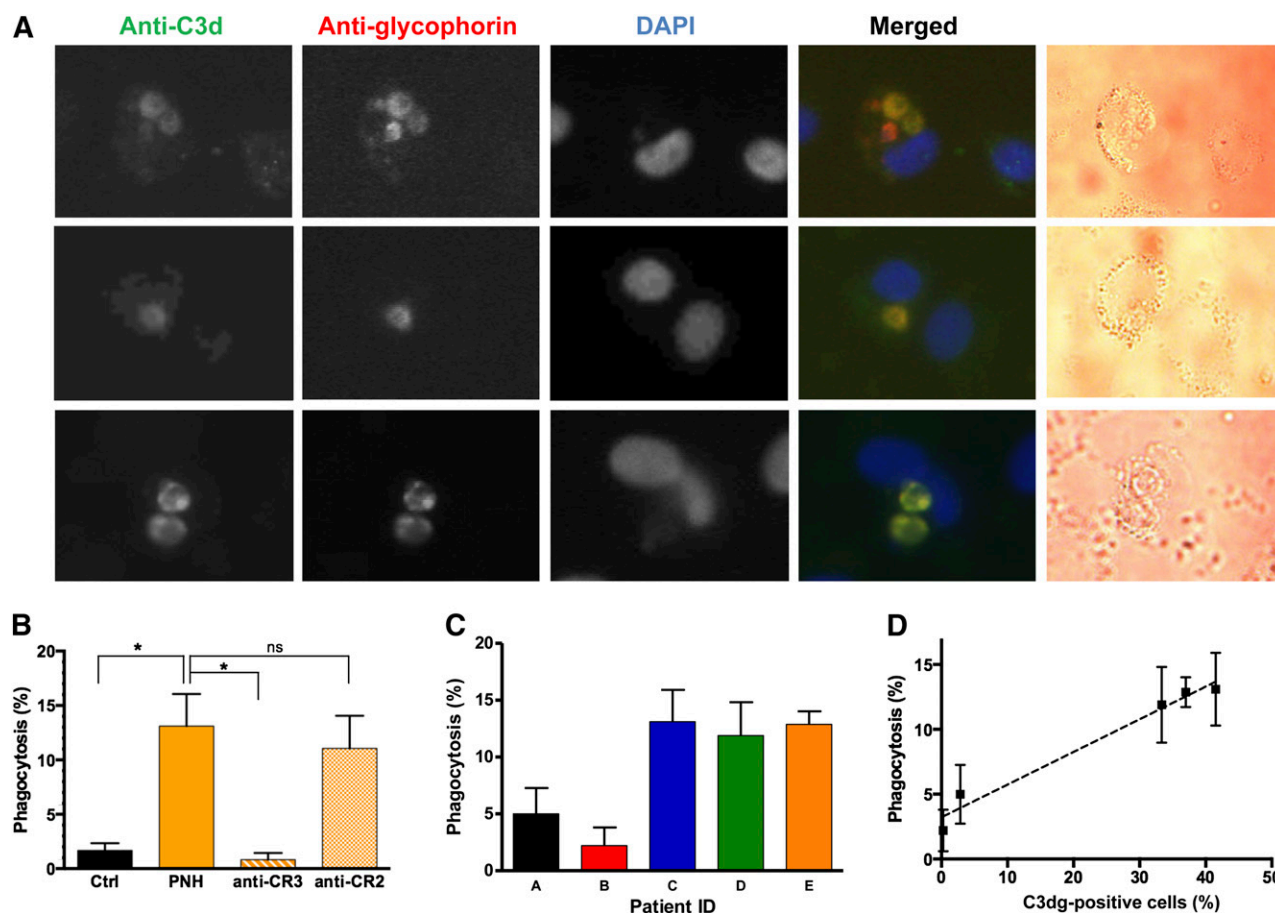 A
Anti-C3d Anti-glycophorin DAPI Merged
B
* * ns
Phagocytosis (%)
20
15
10
5
0
Ctrl PNH anti-CR3 anti-CR2
C
Phagocytosis (%)
20
15
10
5
0
A B C D E
Patient ID
D
Phagocytosis (%)
15
10
5
0
0 10 20 30 40 50
C3dg-positive cells (%)